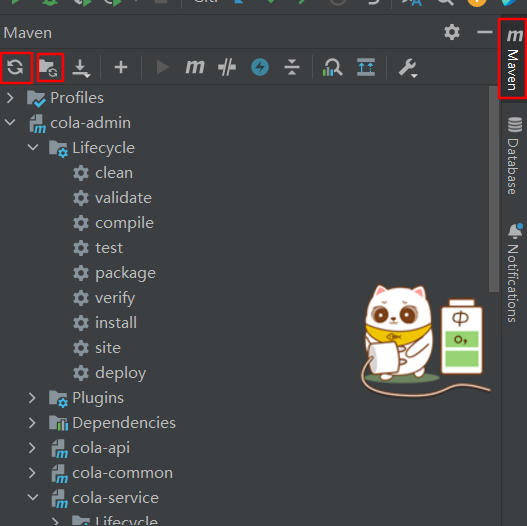 Maven
m
Profiles
cola-admin
Lifecycle
clean
validate
compile
test
package
verify
install
site
deploy
Plugins
Dependencies
cola-api
cola-common
cola-service
Lifecycle
m
Maven
Database
Notifications
中
o,